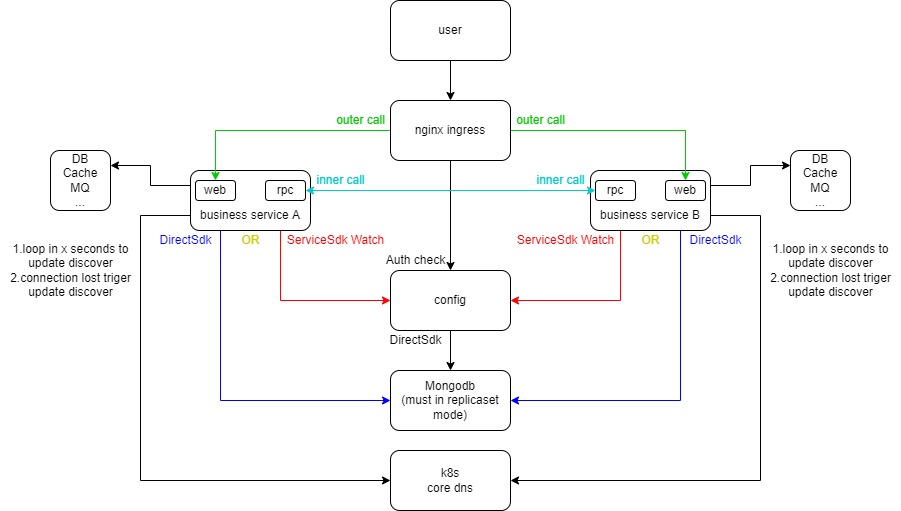 user
outer call
nginx ingress
outer call
DB
Cache
MQ
...
web
rpc
business service A
inner call
inner call
rpc
web
business service B
DB
Cache
MQ
...
DirectSdk
OR
ServiceSdk Watch
ServiceSdk Watch
OR
DirectSdk
1.loop in x seconds to
update discover
2.connection lost triger
update discover
1.loop in x seconds to
update discover
2.connection lost triger
update discover
Auth check
config
DirectSdk
Mongodb
(must in replicaset
mode)
k8s
core dns